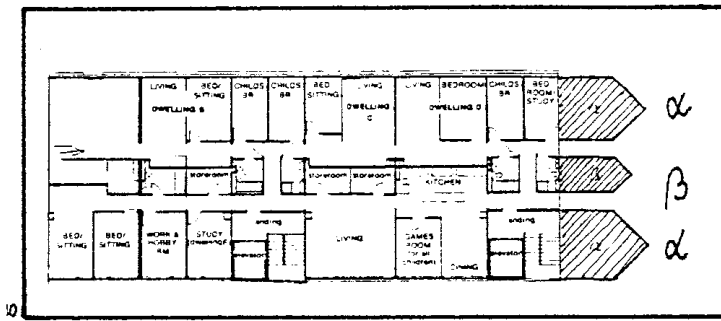 LIVING BED/ SITTING CHILDS BR CHILDS BR BED SITTING LIVING LIVING BEDROOM CHILDS BR BED ROOM STUDY
DWELLING DWELLING C DWELLING D
α
storeroom storeroom storeroom KITCHEN
β
BED/ SITTING BED/ SITTING WORK & HOBBY RM STUDY landing LIVING GAMES ROOM for all children DINING landing
elevator elevator
α